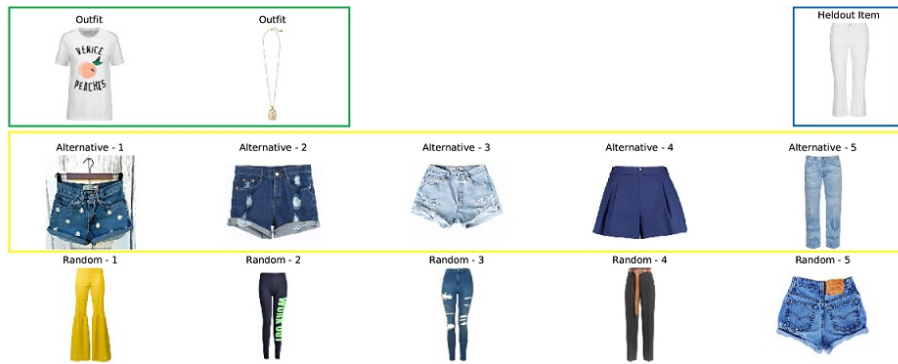 Outfit
Outfit
Heldout Item
VENICE
PEACHES
Alternative - 1
Alternative - 2
Alternative - 3
Alternative - 4
Alternative - 5
Random - 1
Random - 2
Random - 3
Random - 4
Random - 5
WORK OUT